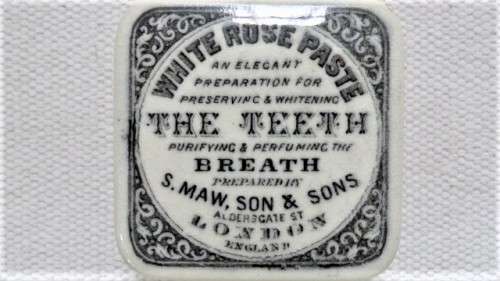 WHITE ROSE PASTE
AN ELEGANT
PREPARATION FOR
PRESERVING & WHITENING
THE TEETH
PURIFYING & PERFUMING THE
BREATH
PREPARED BY
S. MAW, SON & SONS
ALDERSGATE ST
LONDON
ENGLAND